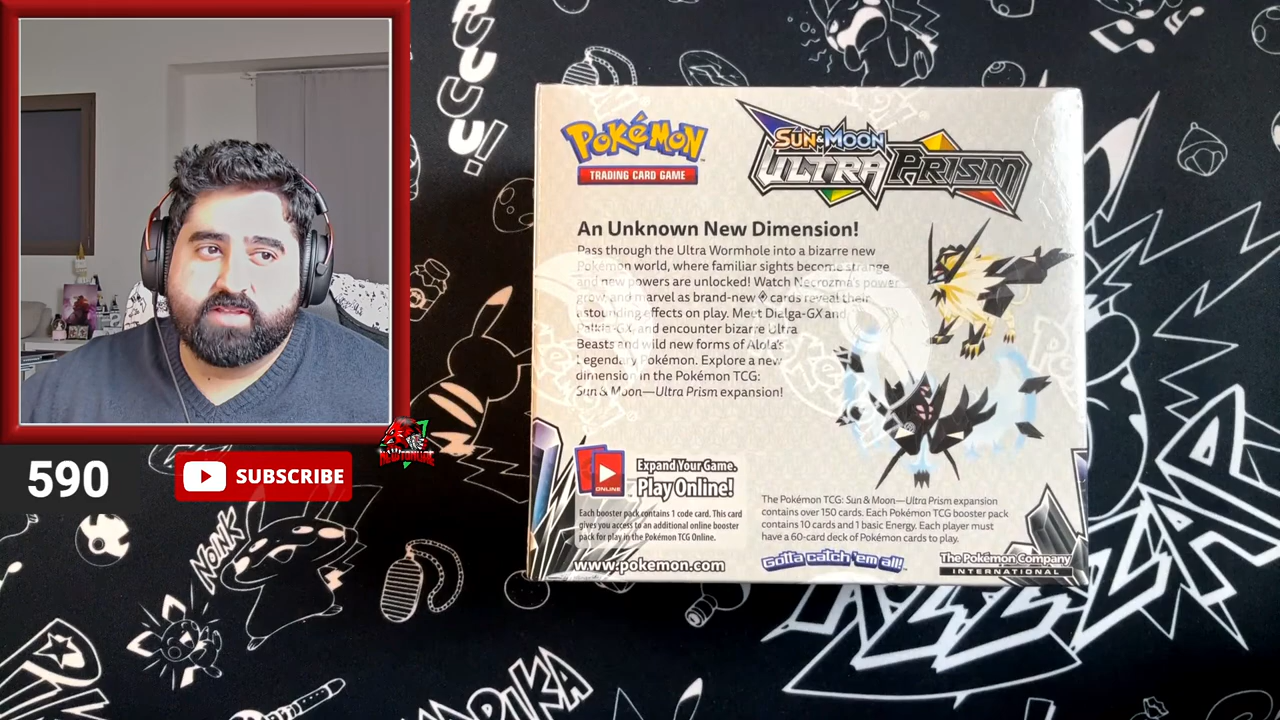 CUCCU!
POKéMON
TRADING CARD GAME
SUN & MOON
ULTRA PRISM
An Unknown New Dimension!
Pass through the Ultra Wormhole into a bizarre new
Pokémon world, where familiar sights become strange
and new powers are unlocked! Watch Necrozma's power
grow, and marvel as brand-new ◊ cards reveal their
astounding effects on play. Meet Dialga-GX and
Palkia-GX, and encounter bizarre Ultra
Beasts and wild new forms of Alola's
Legendary Pokémon. Explore a new
dimension in the Pokémon TCG:
Sun & Moon—Ultra Prism expansion!
ONLINE
Expand Your Game.
Play Online!
Each booster pack contains 1 code card. This card
gives you access to an additional online booster
pack for play in the Pokémon TCG Online.
The Pokémon TCG: Sun & Moon—Ultra Prism expansion
contains over 150 cards. Each Pokémon TCG booster pack
contains 10 cards and 1 basic Energy. Each player must
have a 60-card deck of Pokémon cards to play.
www.pokemon.com
Gotta catch 'em all!
The Pokémon Company
INTERNATIONAL
590
SUBSCRIBE
NOINK